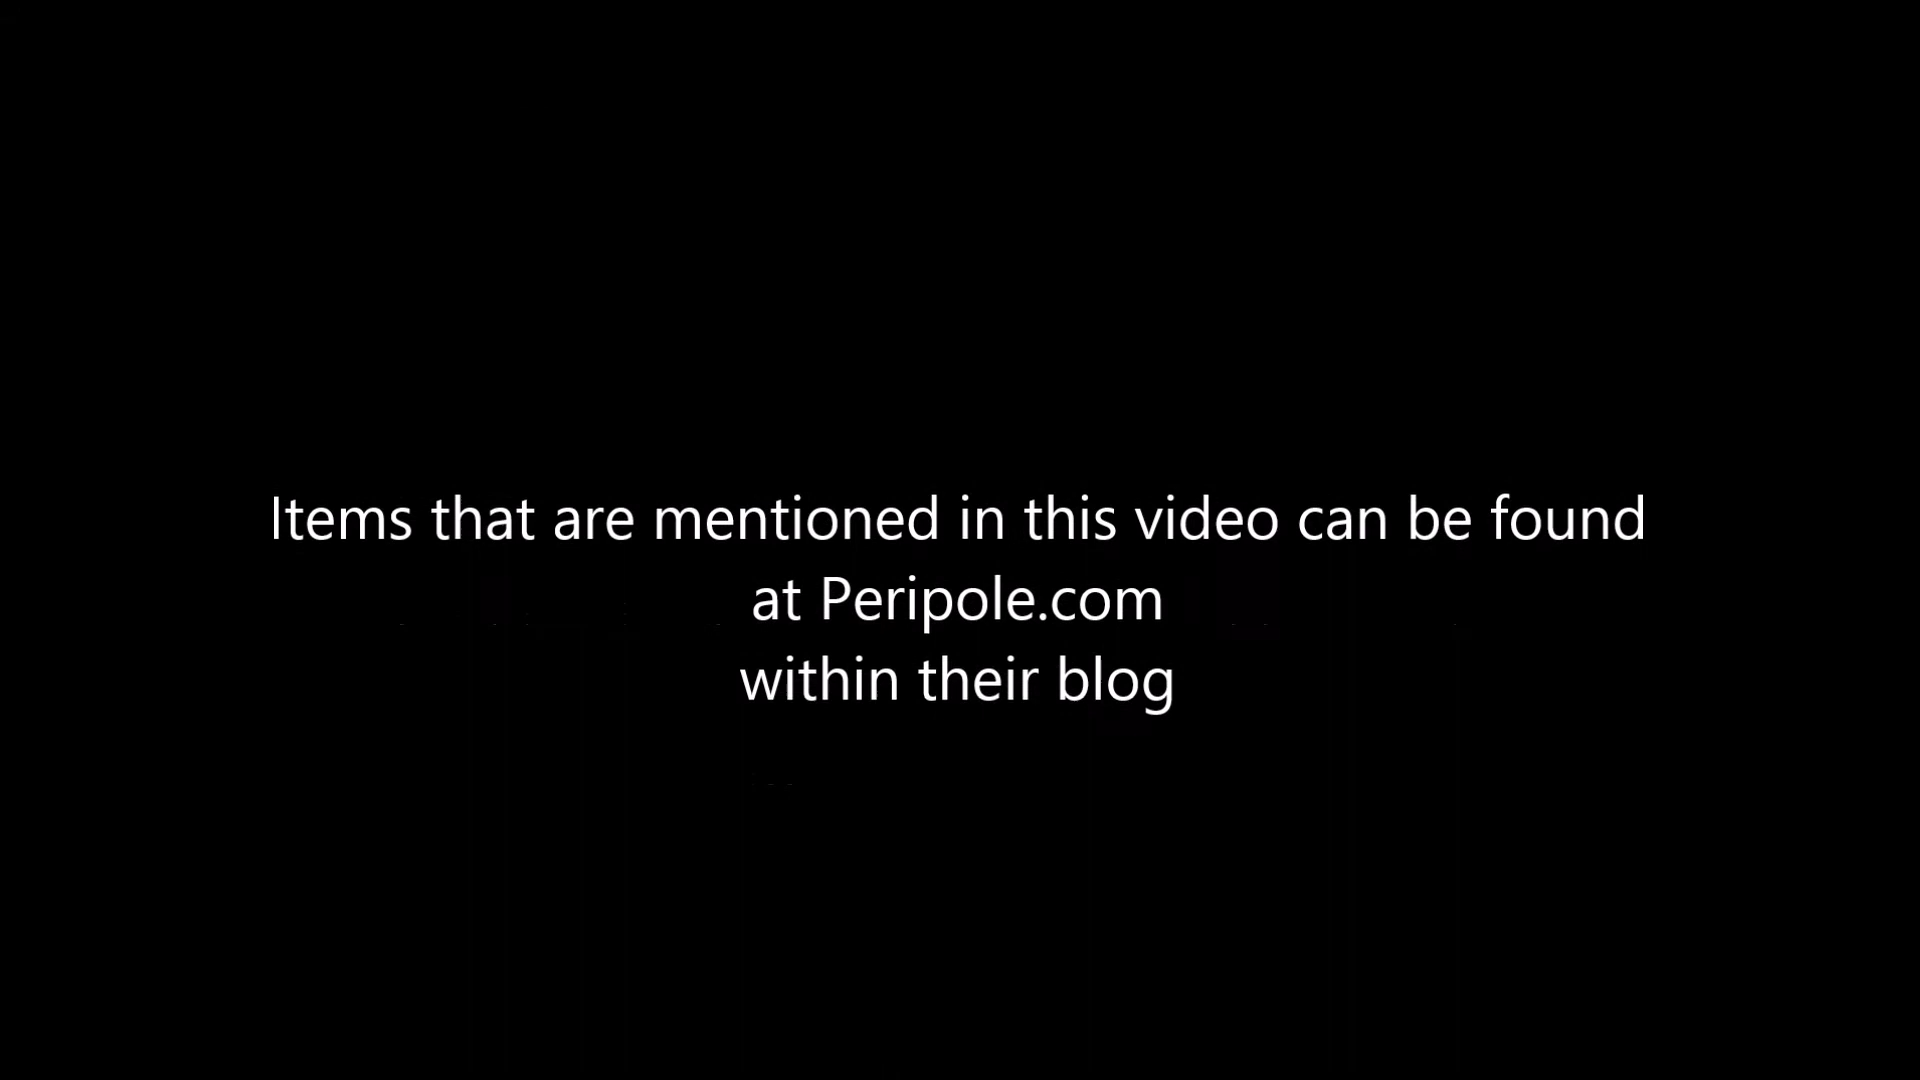 Items that are mentioned in this video can be found
at Peripole.com
within their blog